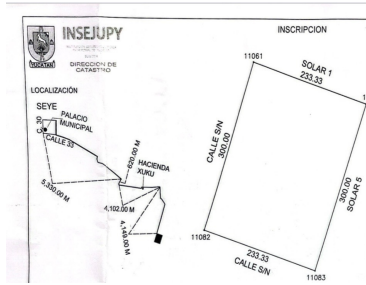 INSEJUPY
YUCATAN
DIRECCION DE
CATASTRO
INSCRIPCION
LOCALIZACIÓN
SEYE
PALACIO
MUNICIPAL
C. 30
CALLE 33
5,330.00 M
620.00 M
HACIENDA
XUKU
4,102.00 M
4,149.00 M
11061
SOLAR 1
233.33
CALLE S/N
300.00
300.00
SOLAR 5
11082
233.33
CALLE S/N
11083